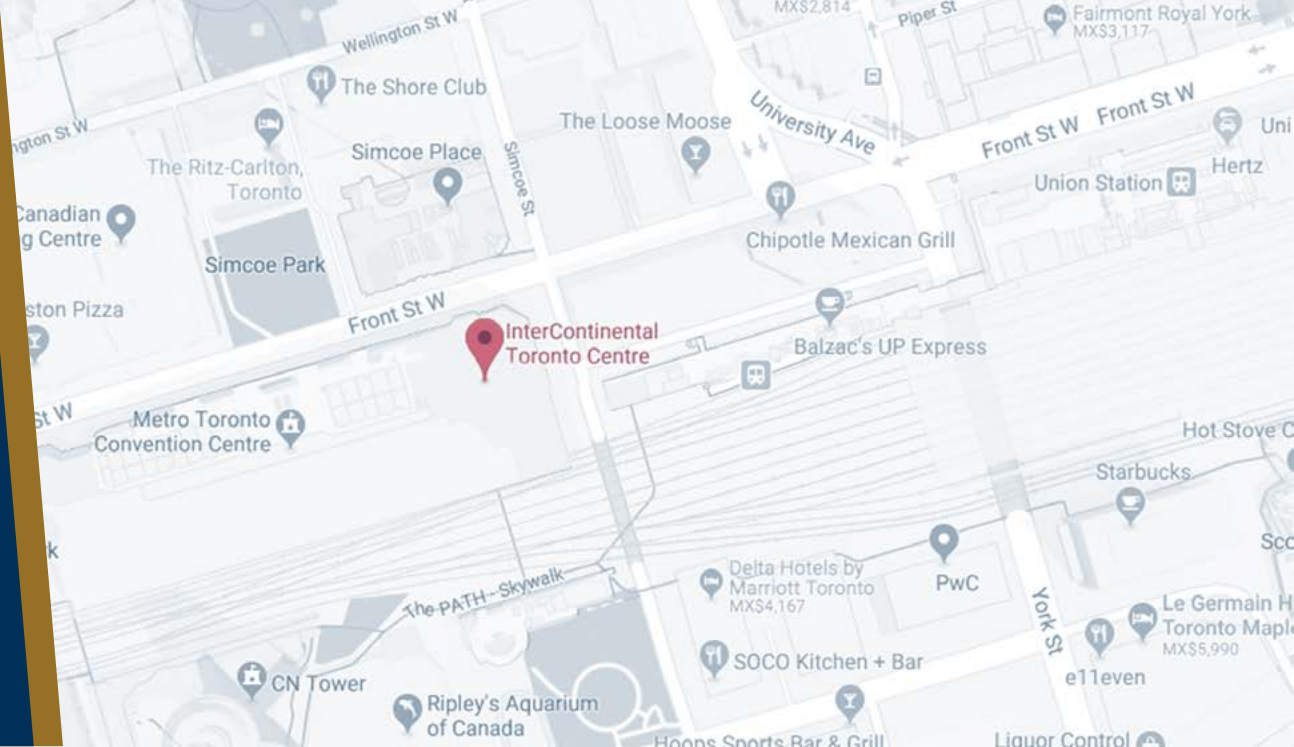 MX$2,814
Piper St
Fairmont Royal York
MX$3,117
Wellington St W
The Shore Club
University Ave
Front St W
Front St W
ngton St W
The Loose Moose
Simcoe Place
Simcoe St
The Ritz-Carlton,
Toronto
Uni
Hertz
Union Station
Canadian
g Centre
Simcoe Park
Chipotle Mexican Grill
ston Pizza
Front St W
InterContinental
Toronto Centre
Balzac's UP Express
St W
Metro Toronto
Convention Centre
Hot Stove C
Starbucks
k
Sco
The PATH - Skywalk
Delta Hotels by
Marriott Toronto
MX$4,167
PwC
York St
Le Germain H
Toronto Maple
MX$5,990
SOCO Kitchen + Bar
e11even
CN Tower
Ripley's Aquarium
of Canada
Hoops Sports Bar & Grill
Liquor Control